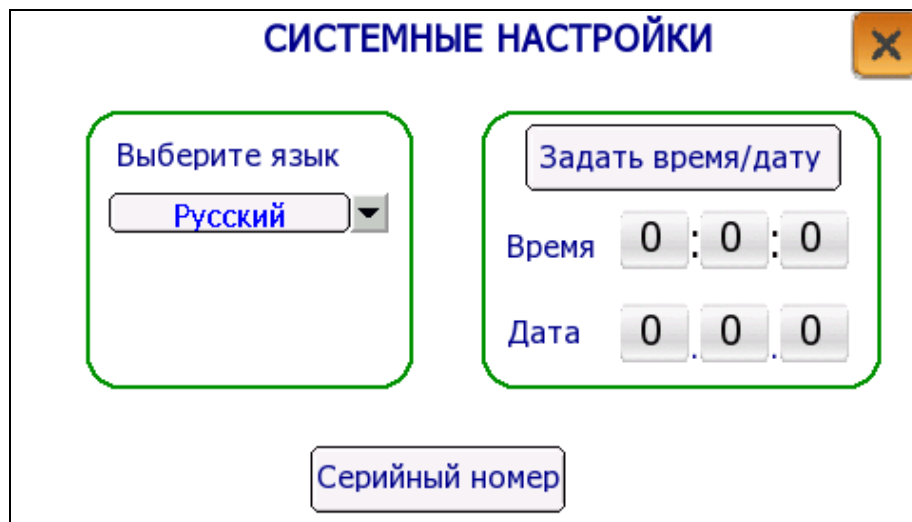 СИСТЕМНЫЕ НАСТРОЙКИ
Выберите язык
Русский
Задать время/дату
Время 0 : 0 : 0
Дата 0 . 0 . 0
Серийный номер